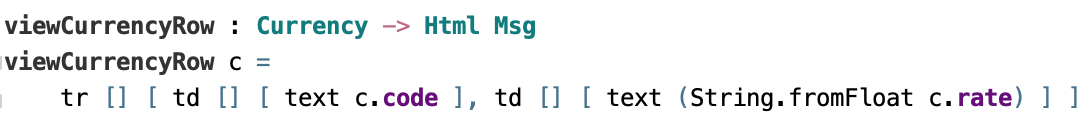 viewCurrencyRow : Currency -> Html Msg
viewCurrencyRow c =
    tr [] [ td [] [ text c.code ], td [] [ text (String.fromFloat c.rate) ] ]